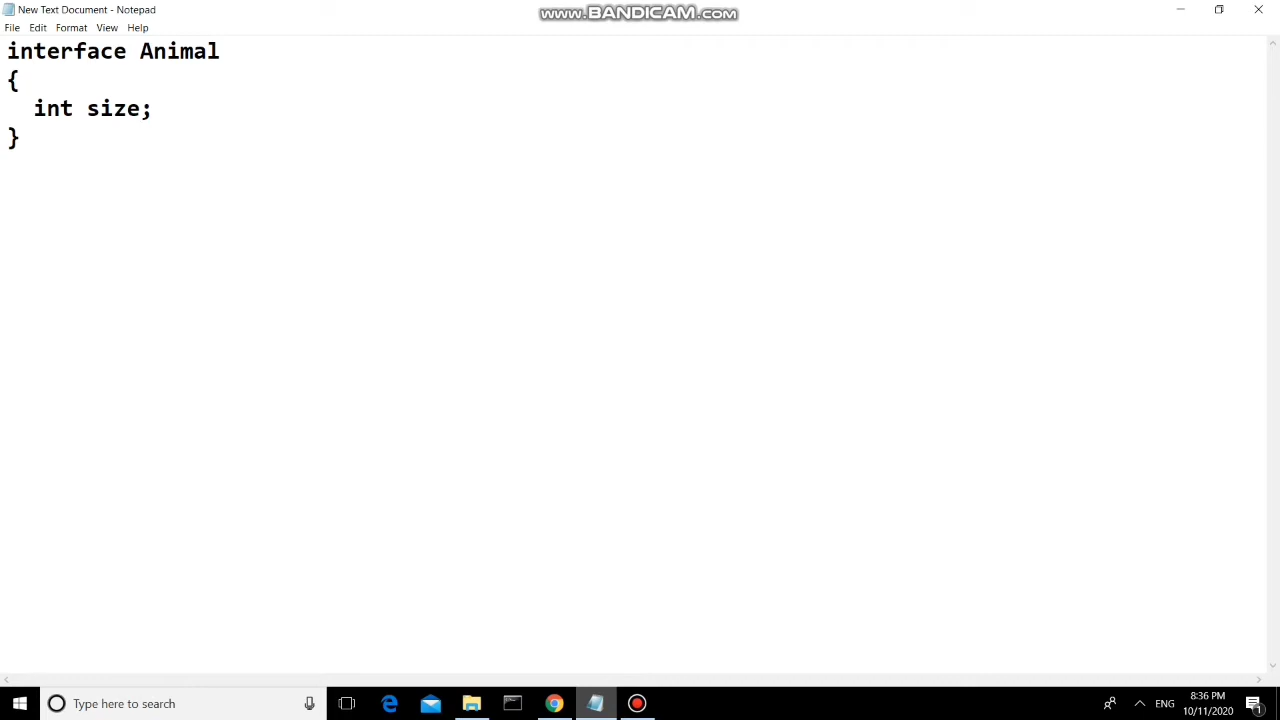 New Text Document - Notepad
www.BANDICAM.com
File Edit Format View Help
interface Animal
{
int size;
}
Type here to search
ENG
8:36 PM
10/11/2020
1